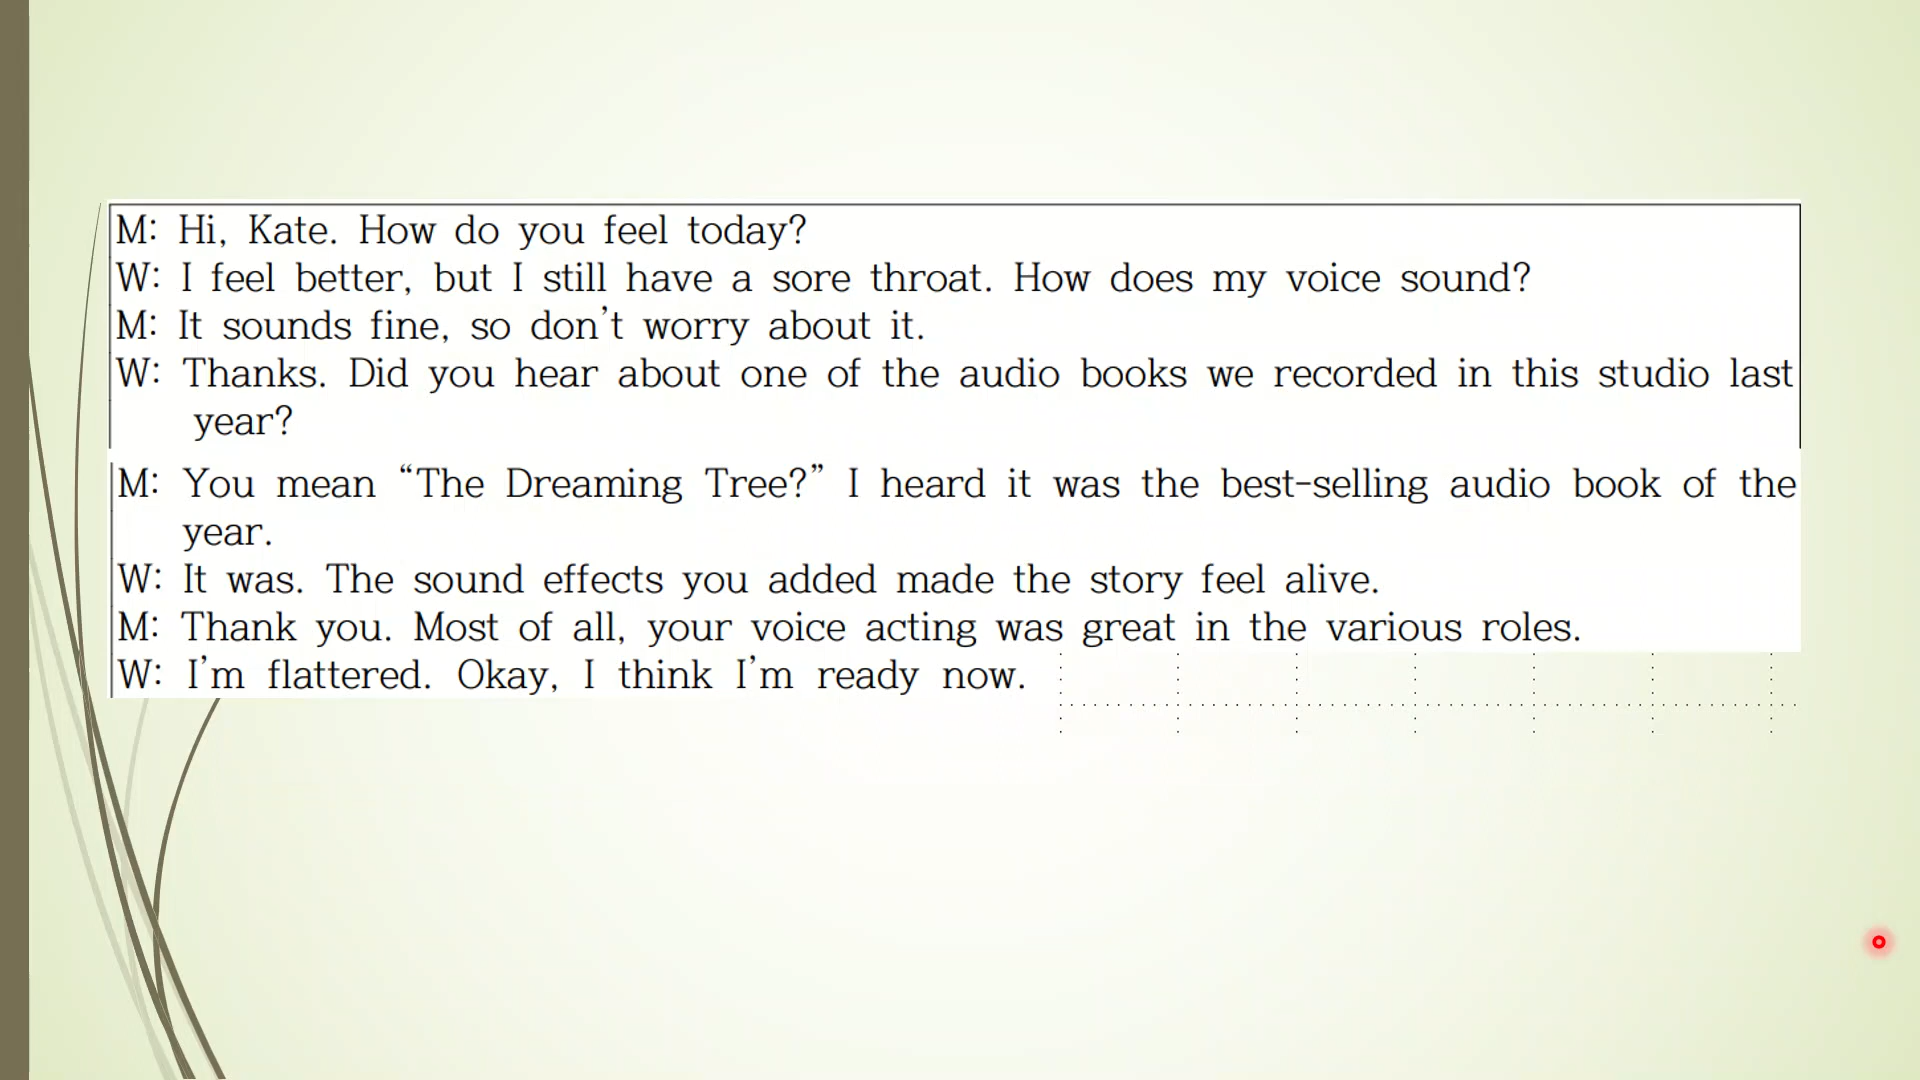 M: Hi, Kate. How do you feel today?
W: I feel better, but I still have a sore throat. How does my voice sound?
M: It sounds fine, so don’t worry about it.
W: Thanks. Did you hear about one of the audio books we recorded in this studio last
year?
M: You mean “The Dreaming Tree?” I heard it was the best-selling audio book of the
year.
W: It was. The sound effects you added made the story feel alive.
M: Thank you. Most of all, your voice acting was great in the various roles.
W: I’m flattered. Okay, I think I’m ready now.